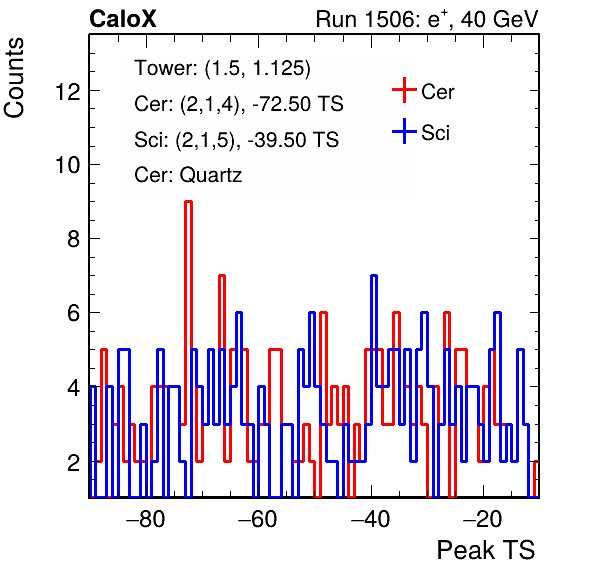 CaloX
Run 1506: e+, 40 GeV
Counts
Tower: (1.5, 1.125)
Cer: (2,1,4), -72.50 TS
Sci: (2,1,5), -39.50 TS
Cer: Quartz
Cer
Sci
12
10
8
6
4
2
−80 −60 −40 −20
Peak TS